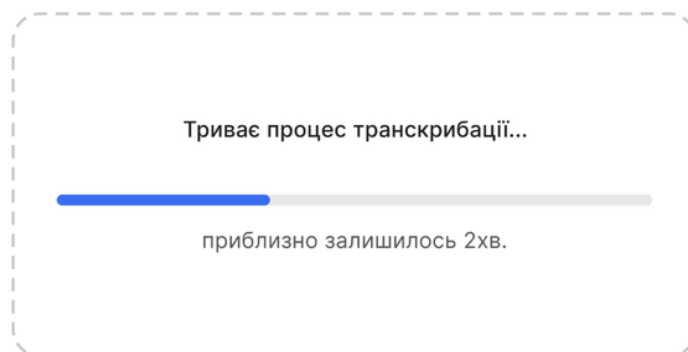 Триває процес транскрибації...
приблизно залишилось 2хв.